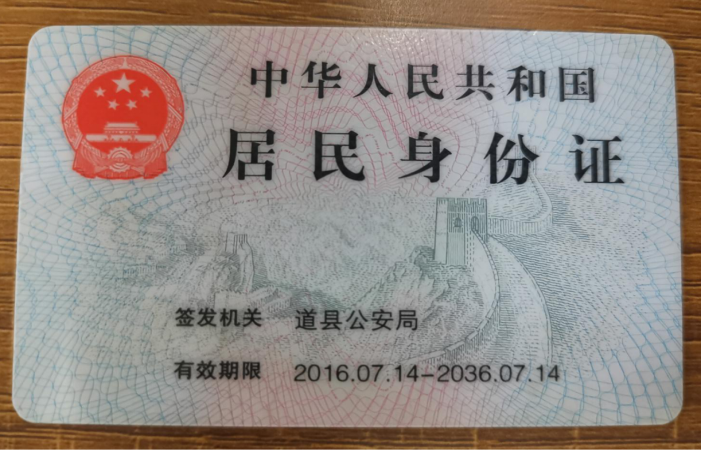 中华人民共和国
居民身份证
签发机关 道县公安局
有效期限 2016.07.14-2036.07.14